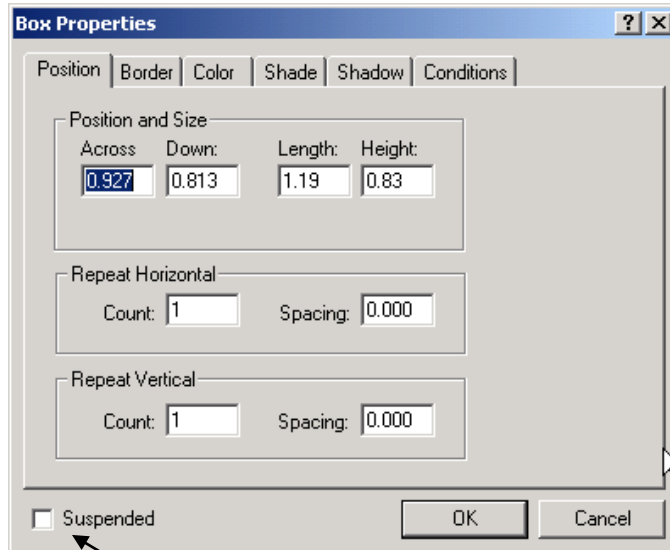 Box Properties
Position Border Color Shade Shadow Conditions
Position and Size
Across Down: Length: Height:
0.927 0.813 1.19 0.83
Repeat Horizontal
Count: 1 Spacing: 0.000
Repeat Vertical
Count: 1 Spacing: 0.000
Suspended OK Cancel